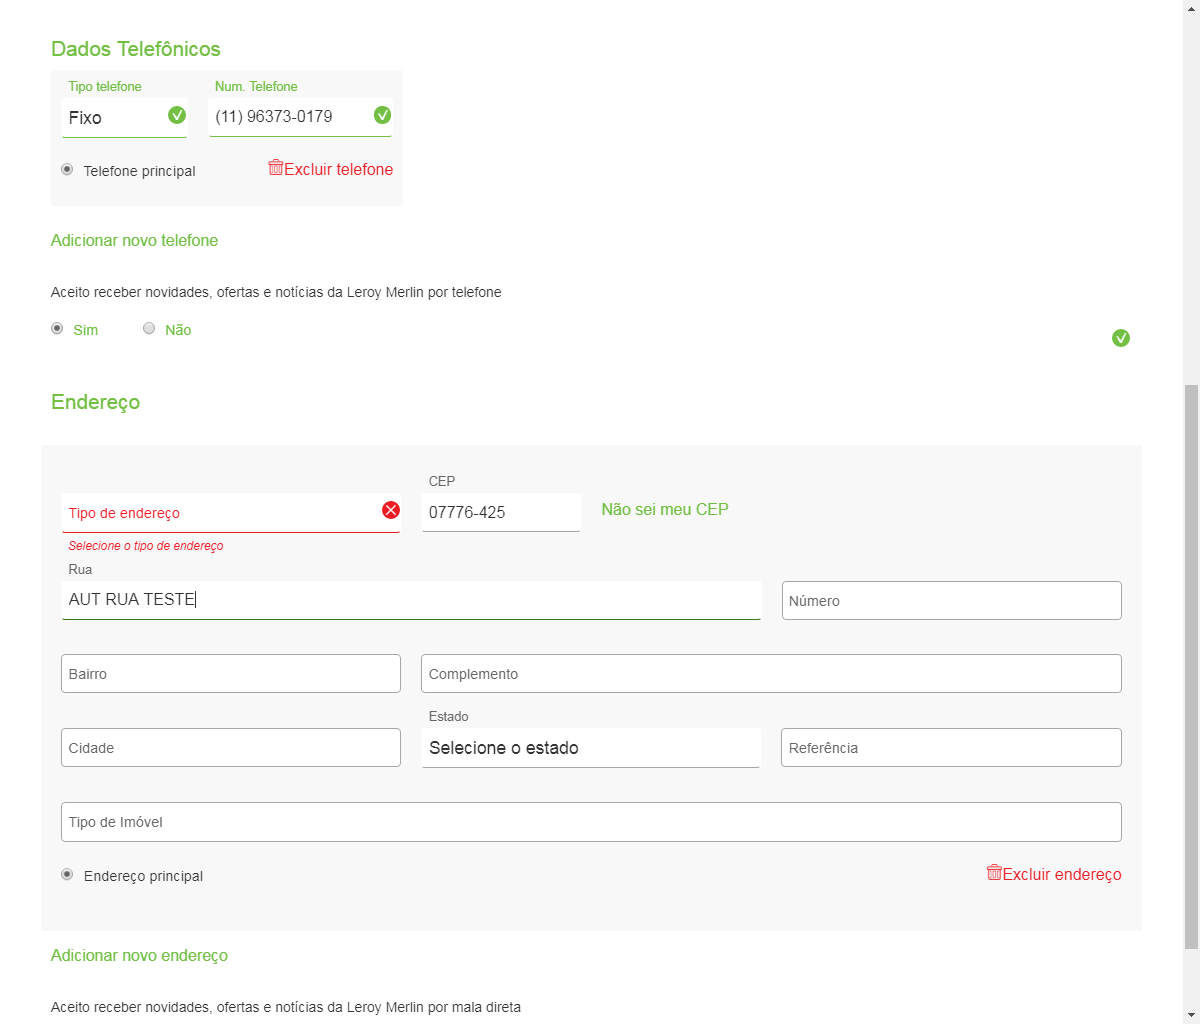 Dados Telefônicos
Tipo telefone
Num. Telefone
Fixo
(11) 96373-0179
Telefone principal
Excluir telefone
Adicionar novo telefone
Aceito receber novidades, ofertas e notícias da Leroy Merlin por telefone
Sim
Não
Endereço
CEP
Tipo de endereço
07776-425
Não sei meu CEP
Selecione o tipo de endereço
Rua
AUT RUA TESTE
Número
Bairro
Complemento
Estado
Cidade
Selecione o estado
Referência
Tipo de Imóvel
Endereço principal
Excluir endereço
Adicionar novo endereço
Aceito receber novidades, ofertas e notícias da Leroy Merlin por mala direta